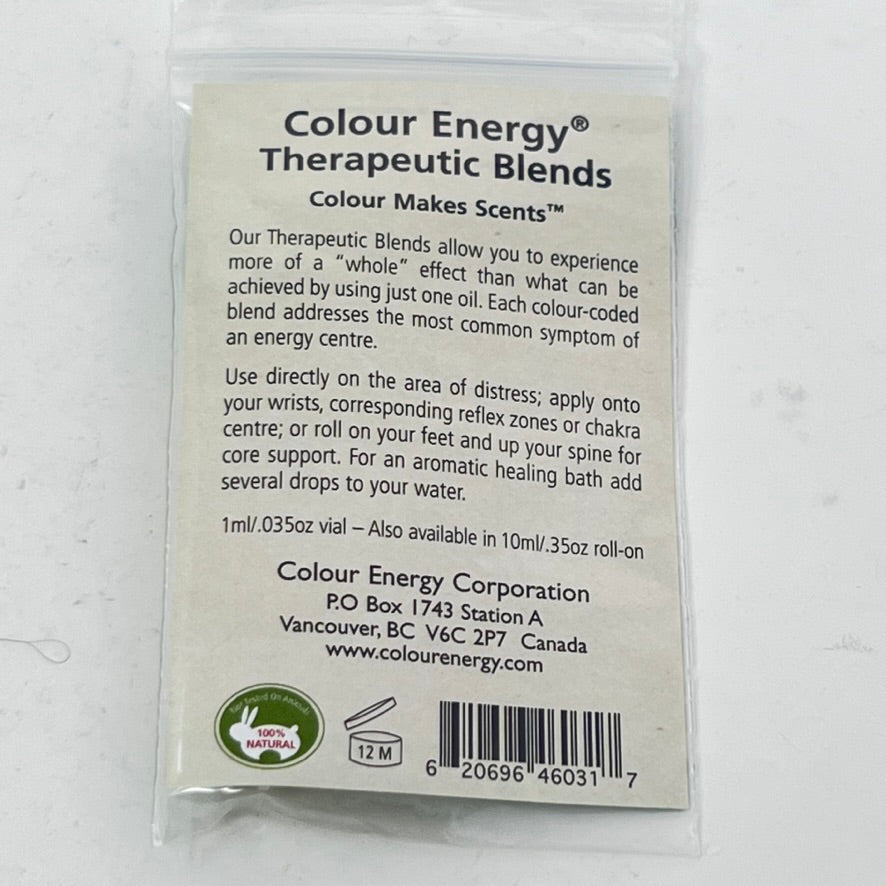 Colour Energy®
Therapeutic Blends
Colour Makes Scents™
Our Therapeutic Blends allow you to experience
more of a “whole” effect than what can be
achieved by using just one oil. Each colour-coded
blend addresses the most common symptom of
an energy centre.
Use directly on the area of distress; apply onto
your wrists, corresponding reflex zones or chakra
centre; or roll on your feet and up your spine for
core support. For an aromatic healing bath add
several drops to your water.
1ml/.035oz vial – Also available in 10ml/.35oz roll-on
Colour Energy Corporation
P.O Box 1743 Station A
Vancouver, BC V6C 2P7 Canada
www.colourenergy.com
Tested On Animals
100%
NATURAL
12 M
6 20696 46031 7